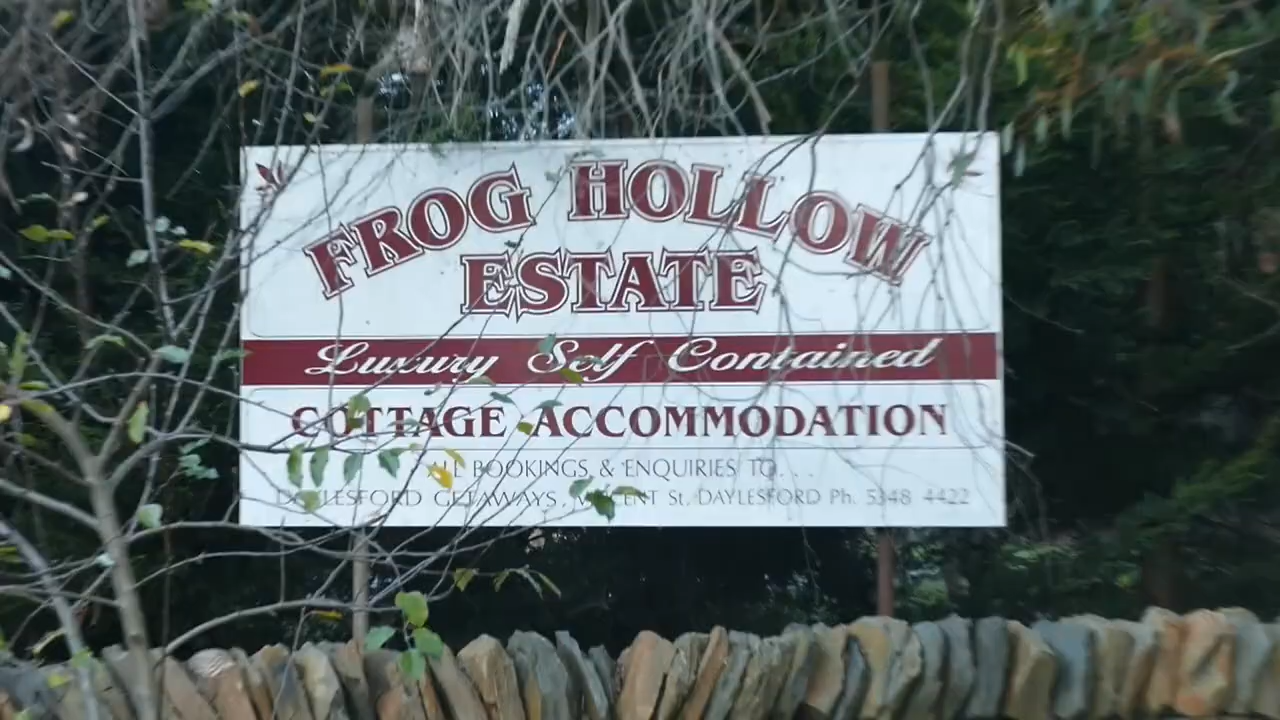 FROG HOLLOW
ESTATE
Luxury Self Contained
COTTAGE ACCOMMODATION
ALL BOOKINGS & ENQUIRIES TO...
DAYLESFORD GETAWAYS, VINCENT St, DAYLESFORD Ph. 5348 4422